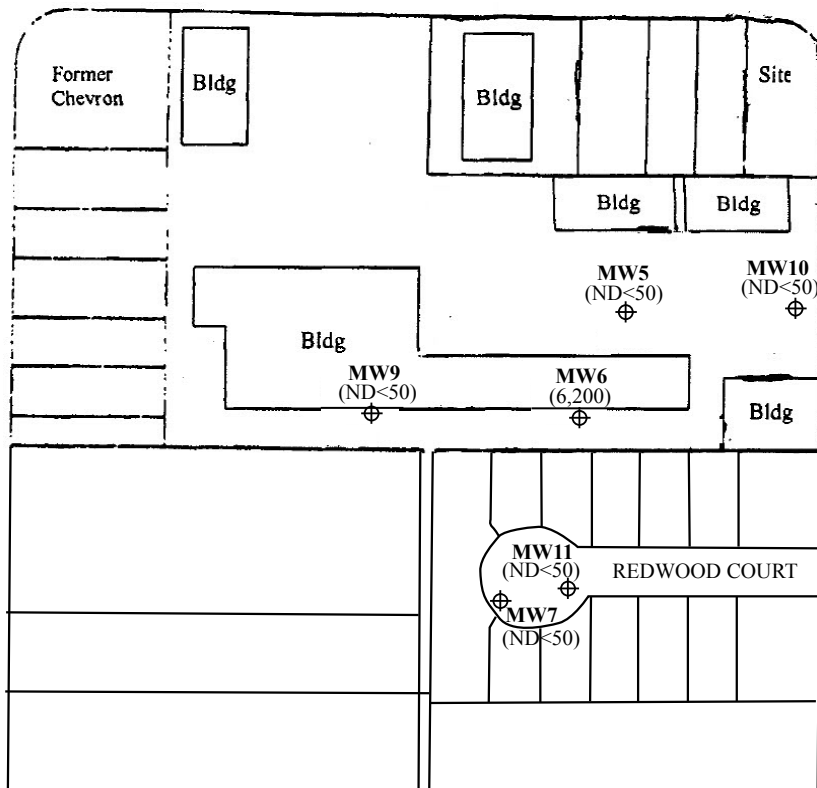 Former
Chevron
Bldg
Bldg
Site
Bldg
Bldg
MW5
(ND<50)
MW10
(ND<50)
Bldg
MW9
(ND<50)
MW6
(6,200)
Bldg
MW11
(ND<50)
REDWOOD COURT
MW7
(ND<50)